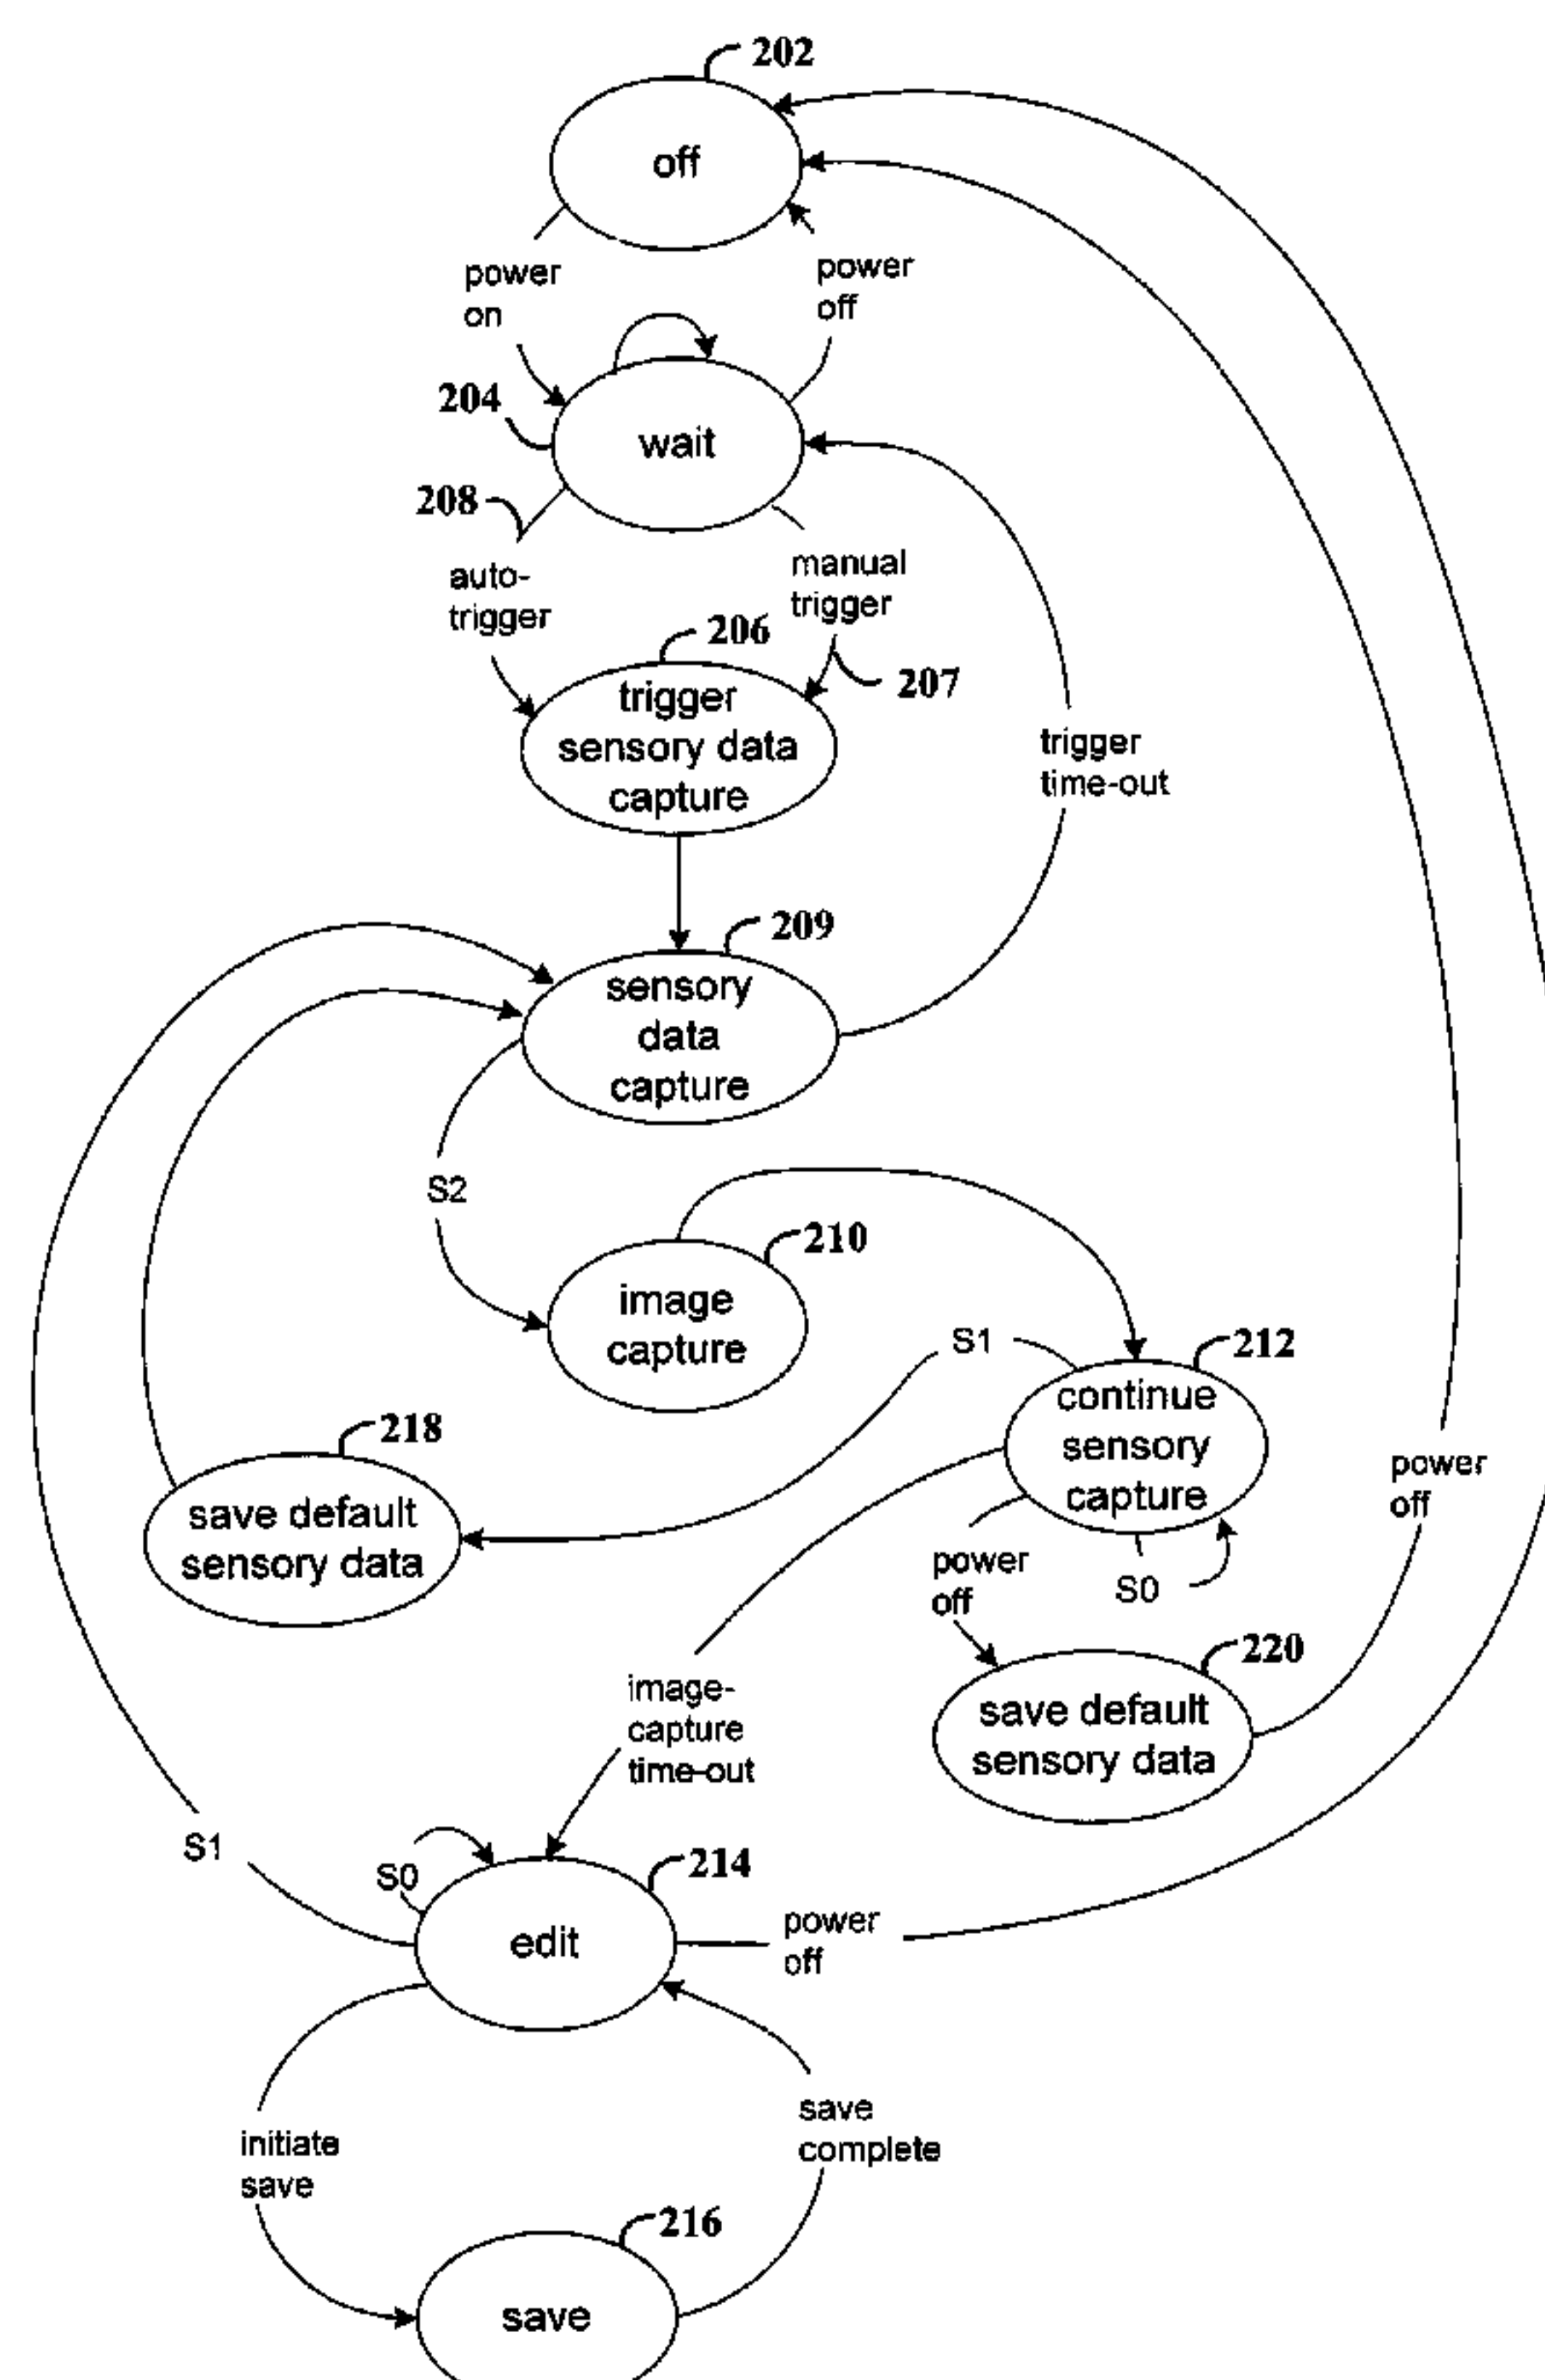 202
off
power
on
power
off
204
wait
208
auto-
trigger
manual
trigger
206
207
trigger
sensory data
capture
trigger
time-out
209
sensory
data
capture
S2
210
image
capture
S1
212
continue
sensory
capture
218
save default
sensory data
power
off
power
off
S0
220
save default
sensory data
image-
capture
time-out
S1
S0
214
edit
power
off
initiate
save
save
complete
216
save